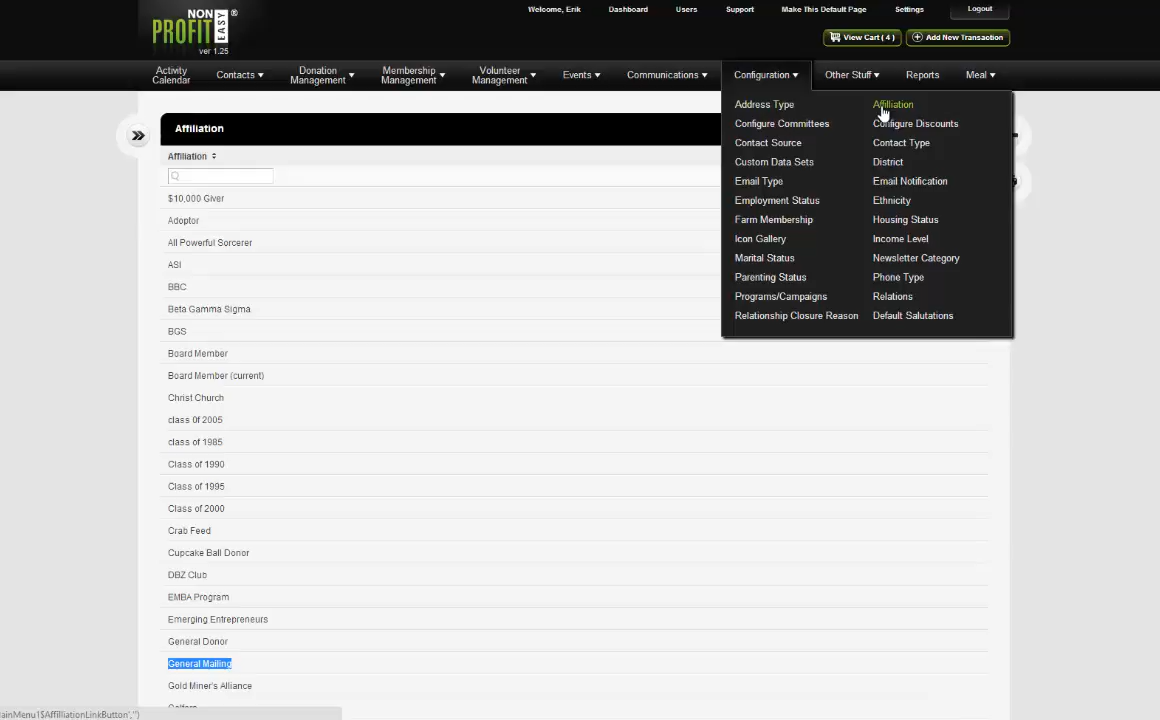 NON
PROFIT EASY ®
ver 1.25
Welcome, Erik Dashboard Users Support Make This Default Page Settings Logout
View Cart ( 4 ) Add New Transaction
Activity Calendar Contacts Donation Management Membership Management Volunteer Management Events Communications Configuration Other Stuff Reports Meal
Address Type Affilliation
Configure Committees Configure Discounts
Contact Source Contact Type
Custom Data Sets District
Email Type Email Notification
Employment Status Ethnicity
Farm Membership Housing Status
Icon Gallery Income Level
Marital Status Newsletter Category
Parenting Status Phone Type
Programs/Campaigns Relations
Relationship Closure Reason Default Salutations
Affiliation
Affiliation
$10,000 Giver
Adoptor
All Powerful Sorcerer
ASI
BBC
Beta Gamma Sigma
BGS
Board Member
Board Member (current)
Christ Church
class 0f 2005
class of 1985
Class of 1990
Class of 1995
Class of 2000
Crab Feed
Cupcake Ball Donor
DBZ Club
EMBA Program
Emerging Entrepreneurs
General Donor
General Mailing
Gold Miner's Alliance
ainMenu1$AffilliationLinkButton','')